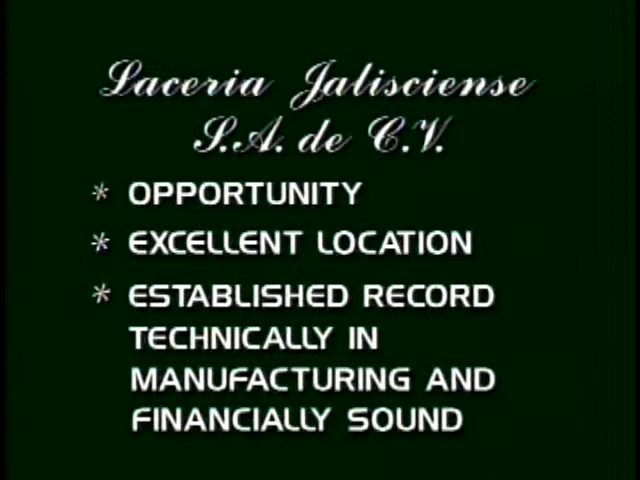 Laceria Jalisciense
S.A. de C.V.
* OPPORTUNITY
* EXCELLENT LOCATION
* ESTABLISHED RECORD
TECHNICALLY IN
MANUFACTURING AND
FINANCIALLY SOUND